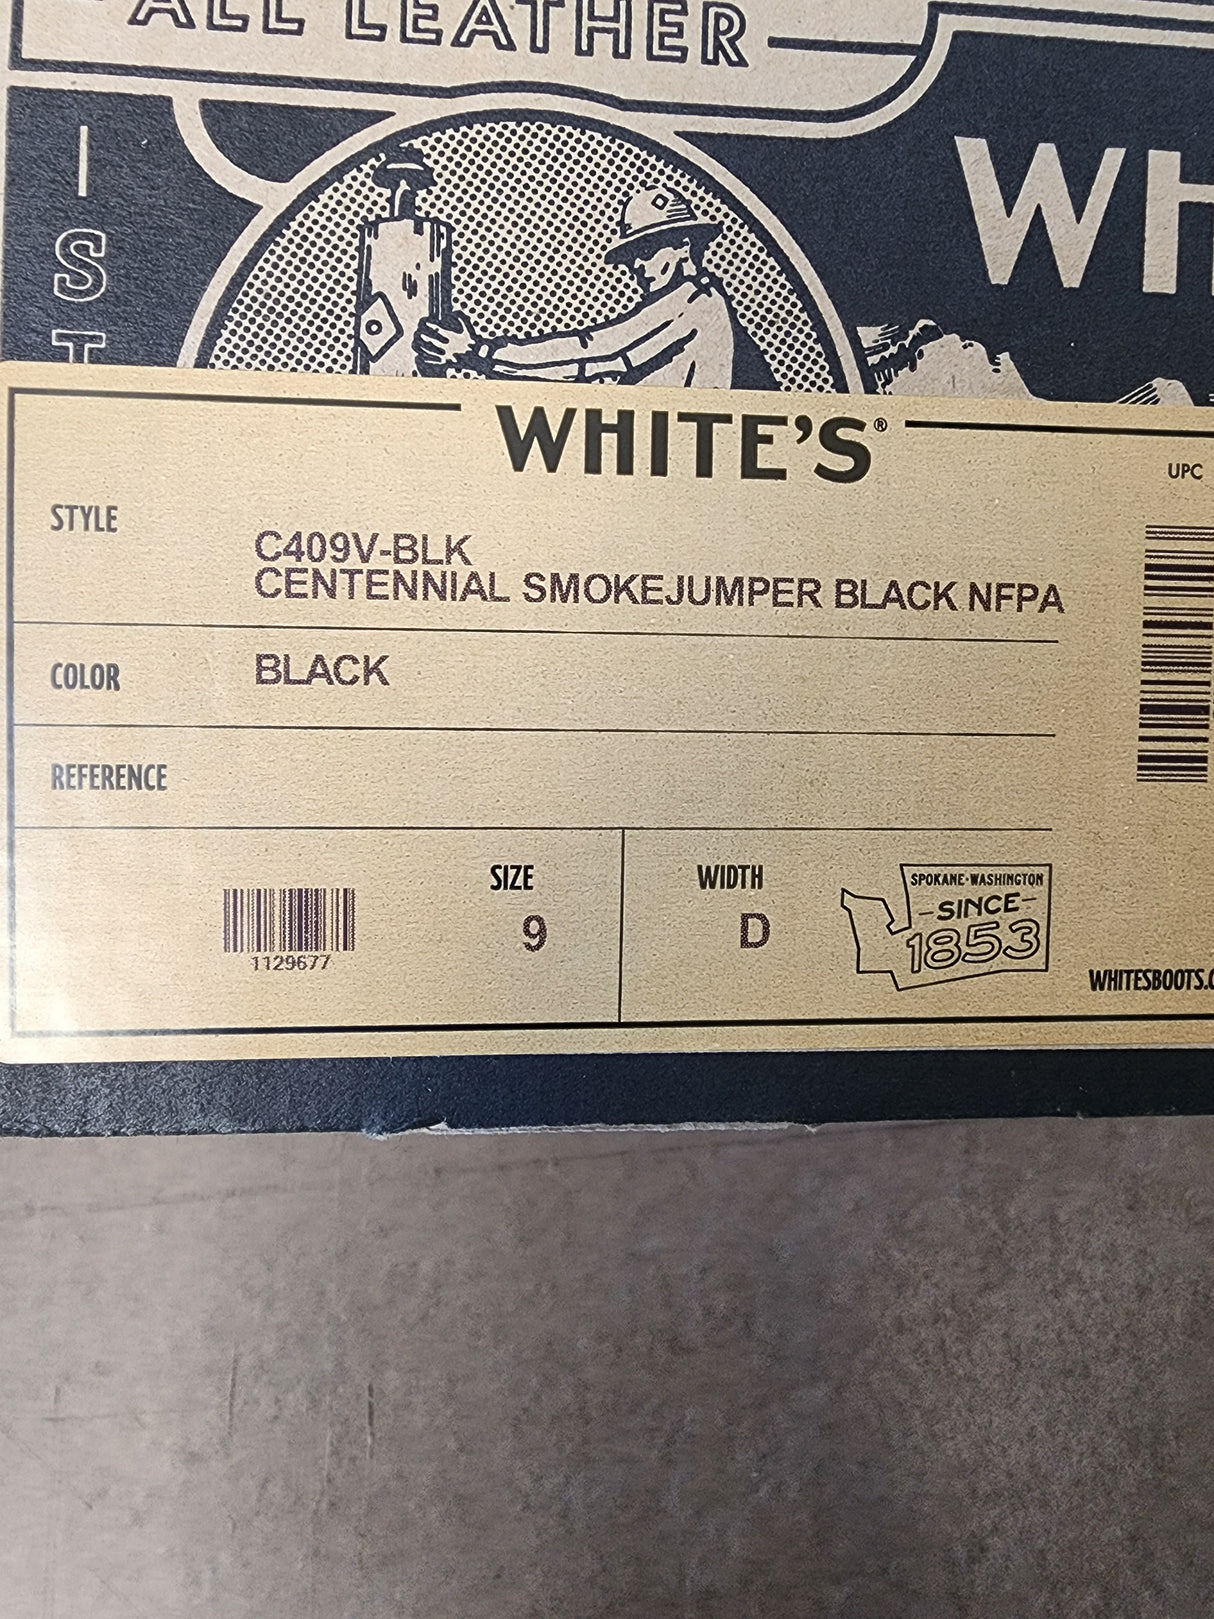 ALL LEATHER
WH
I
S
T
WHITE'S®
UPC
STYLE
C409V-BLK
CENTENNIAL SMOKEJUMPER BLACK NFPA
COLOR
BLACK
REFERENCE
SIZE
WIDTH
9
D
1129677
SPOKANE·WASHINGTON
-SINCE-
1853
WHITESBOOTS.C